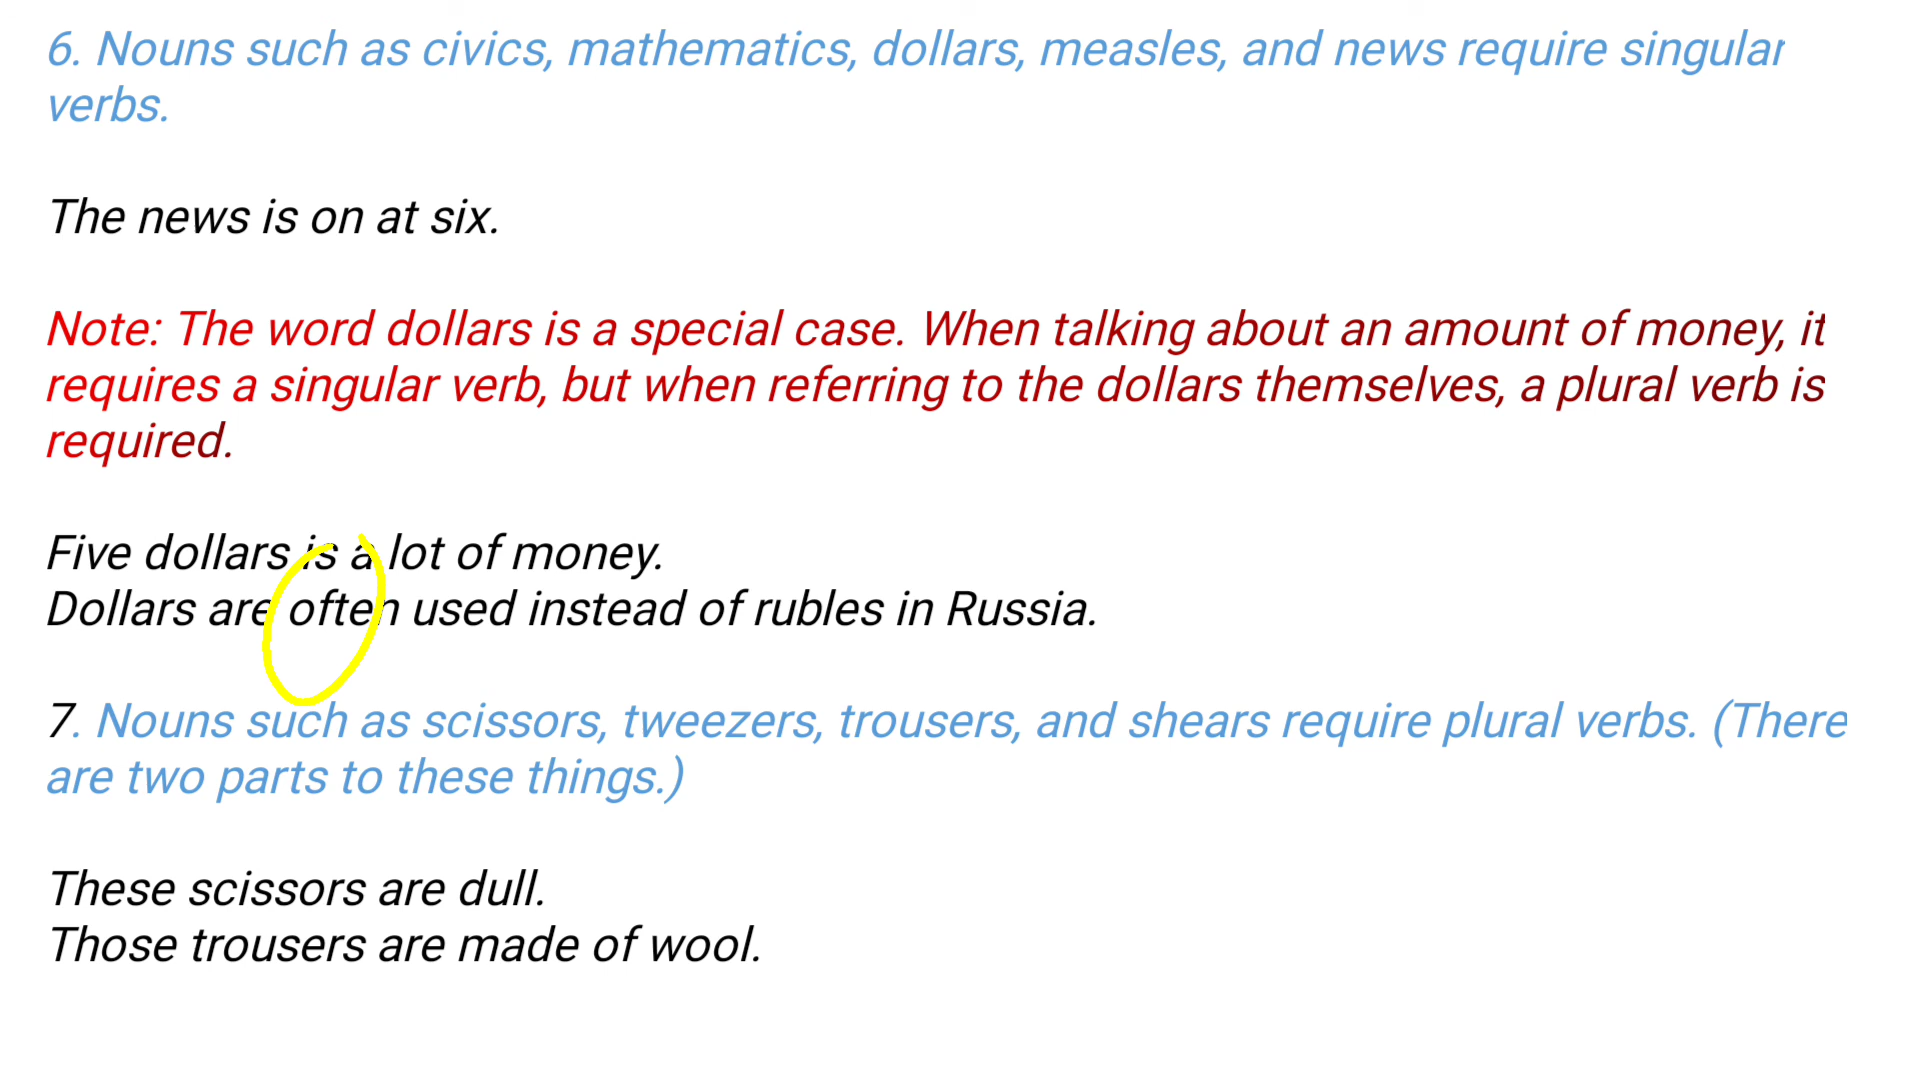 6. Nouns such as civics, mathematics, dollars, measles, and news require singular
verbs.
The news is on at six.
Note: The word dollars is a special case. When talking about an amount of money, it
requires a singular verb, but when referring to the dollars themselves, a plural verb is
required.
Five dollars is a lot of money.
Dollars are often used instead of rubles in Russia.
7. Nouns such as scissors, tweezers, trousers, and shears require plural verbs. (There
are two parts to these things.)
These scissors are dull.
Those trousers are made of wool.